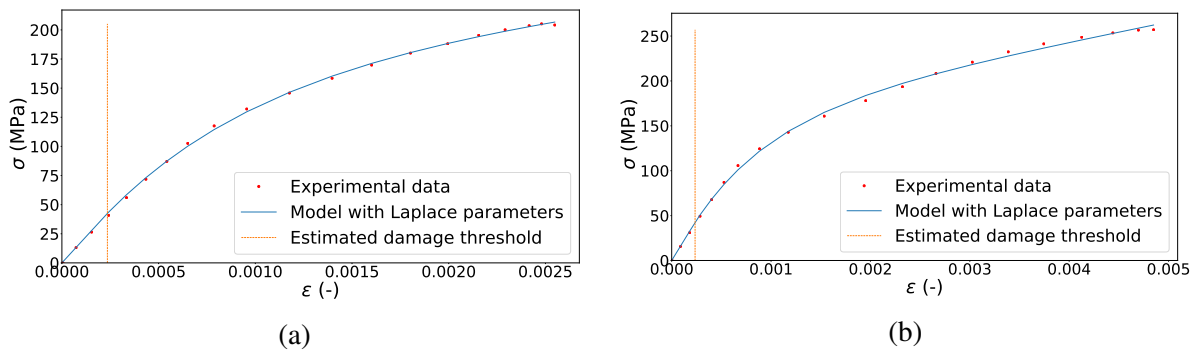 200
175
150
125
100
75
50
25
0
σ (MPa)
0.0000
0.0005
0.0010
0.0015
0.0020
0.0025
ε (-)
Experimental data
Model with Laplace parameters
Estimated damage threshold
(a)
250
200
150
100
50
0
σ (MPa)
0.000
0.001
0.002
0.003
0.004
0.005
ε (-)
Experimental data
Model with Laplace parameters
Estimated damage threshold
(b)